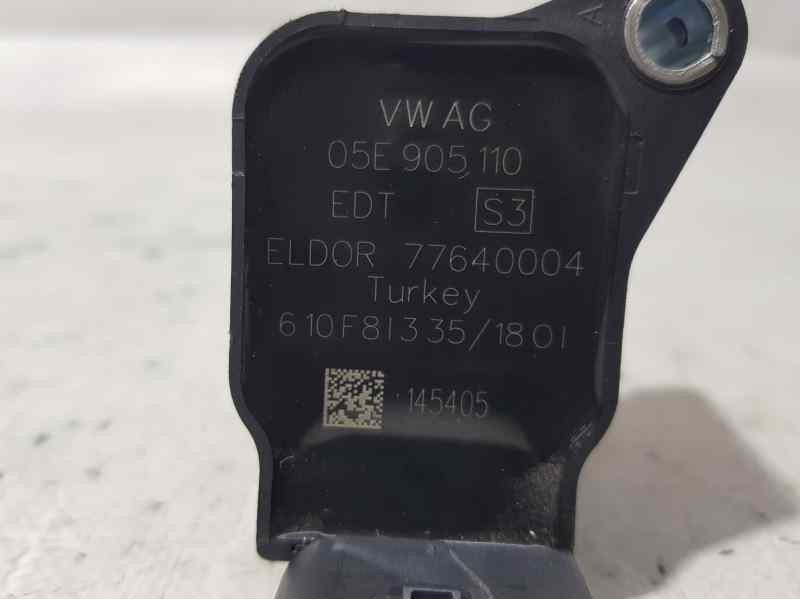 A
VW AG
05E 905 110
EDT S3
ELDOR 77640004
Turkey
610F81335/1801
145405